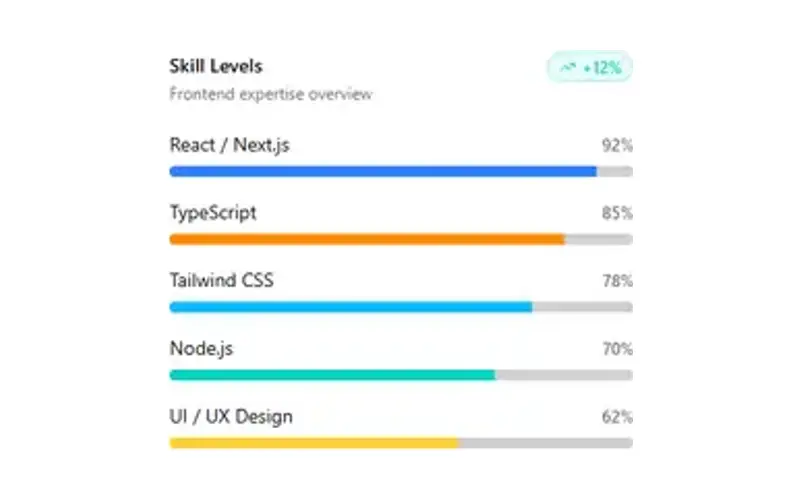 Skill Levels
+12%
Frontend expertise overview
React / Next.js
92%
TypeScript
85%
Tailwind CSS
78%
Node.js
70%
UI / UX Design
62%